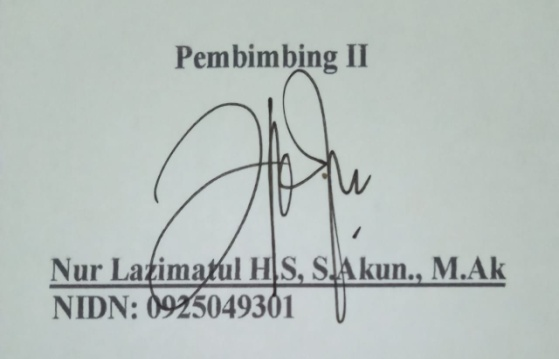 Pembimbing II
Nur Lazimatul H.S, S.Akun., M.Ak
NIDN: 0925049301